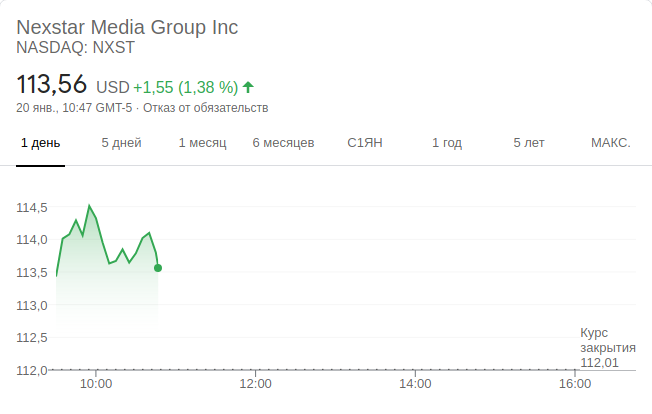 Nexstar Media Group Inc
NASDAQ: NXST
113,56 USD +1,55 (1,38 %)
20 янв., 10:47 GMT-5 · Отказ от обязательств
1 день 5 дней 1 месяц 6 месяцев С1ЯН 1 год 5 лет МАКС.
114,5
114,0
113,5
113,0
112,5
112,0
Курс
закрытия
112,01
10:00 12:00 14:00 16:00